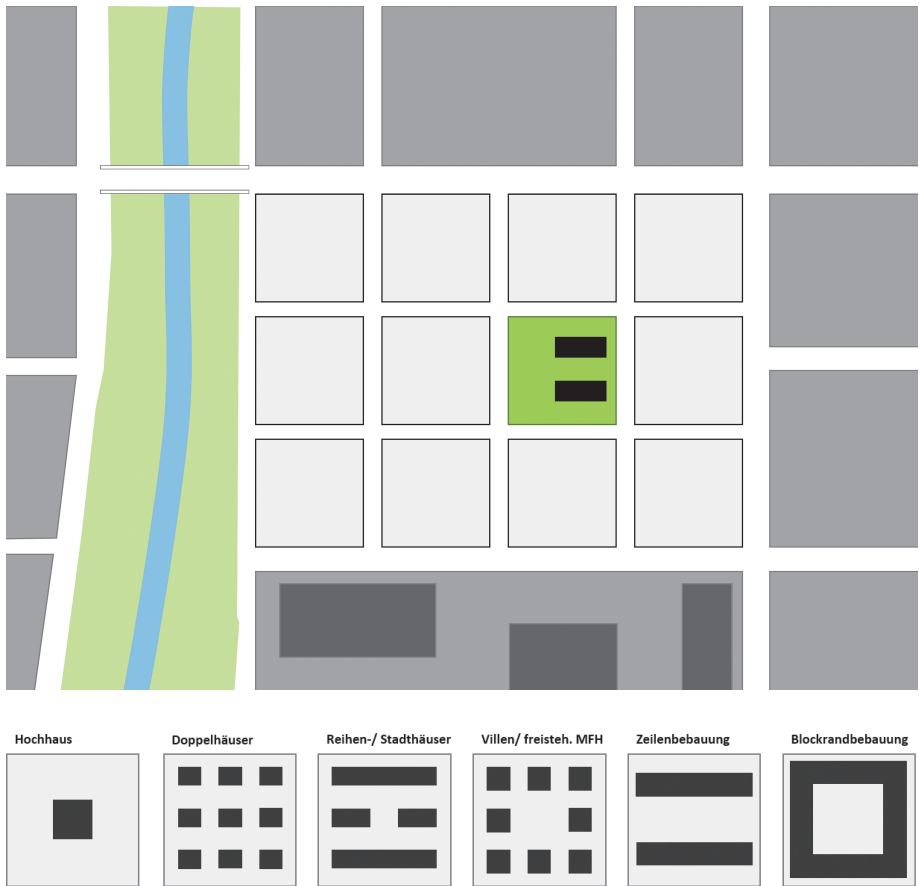 Hochhaus
Doppelhäuser
Reihen-/ Stadthäuser
Villen/ freisteh. MFH
Zeilenbebauung
Blockrandbebauung